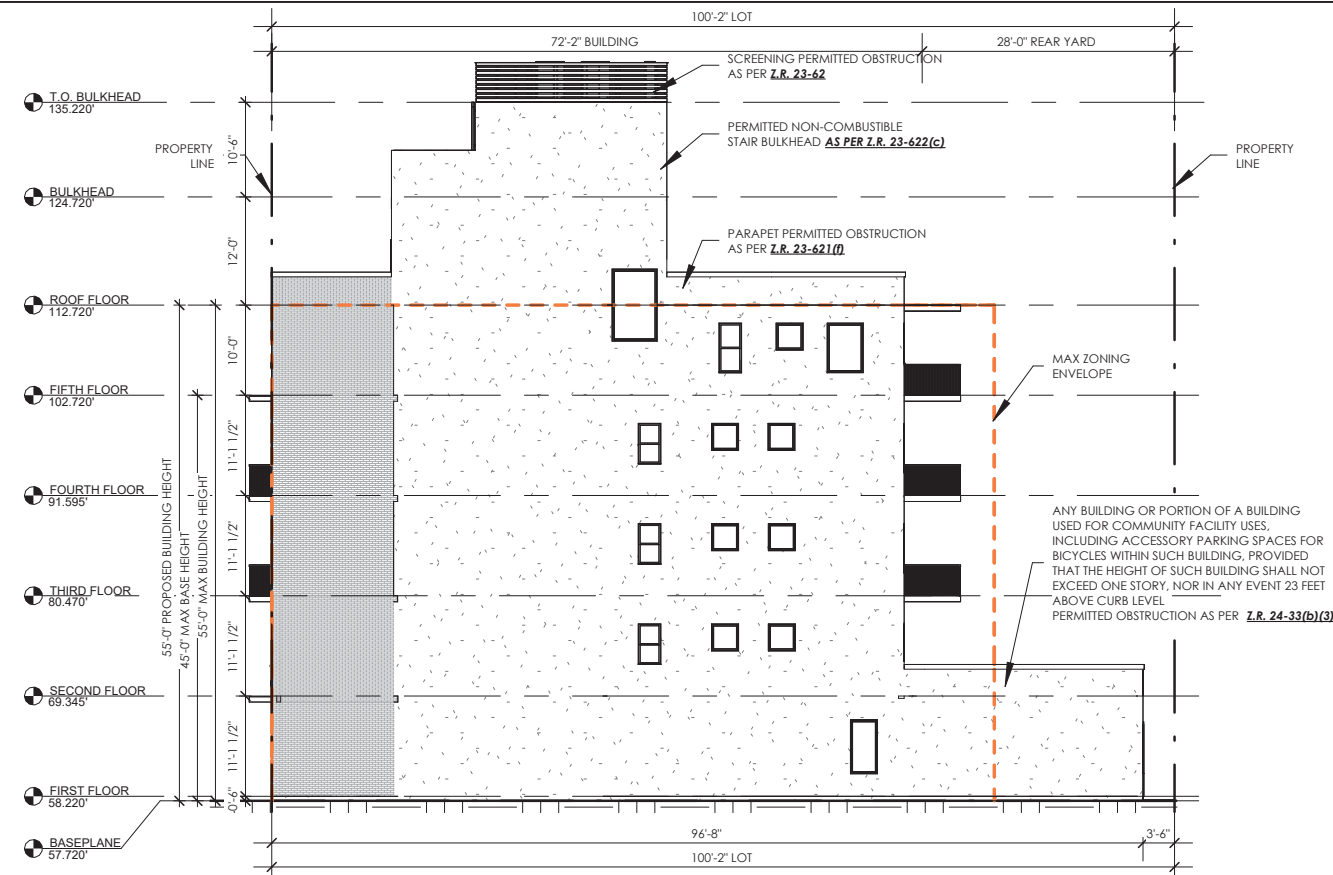 100'-2" LOT
72'-2" BUILDING
28'-0" REAR YARD
SCREENING PERMITTED OBSTRUCTION
AS PER Z.R. 23-62
T.O. BULKHEAD
135.220'
PERMITTED NON-COMBUSTIBLE
STAIR BULKHEAD AS PER Z.R. 23-622(c)
PROPERTY
LINE
10'-6"
PROPERTY
LINE
BULKHEAD
124.720'
PARAPET PERMITTED OBSTRUCTION
AS PER Z.R. 23-621(f)
12'-0"
ROOF FLOOR
112.720'
10'-0"
MAX ZONING
ENVELOPE
FIFTH FLOOR
102.720'
11'-1 1/2"
55'-0" PROPOSED BUILDING HEIGHT
45'-0" MAX BASE HEIGHT
55'-0" MAX BUILDING HEIGHT
FOURTH FLOOR
91.595'
11'-1 1/2'
ANY BUILDING OR PORTION OF A BUILDING
USED FOR COMMUNITY FACILITY USES,
INCLUDING ACCESSORY PARKING SPACES FOR
BICYCLES WITHIN SUCH BUILDING, PROVIDED
THAT THE HEIGHT OF SUCH BUILDING SHALL NOT
EXCEED ONE STORY, NOR IN ANY EVENT 23 FEET
ABOVE CURB LEVEL
PERMITTED OBSTRUCTION AS PER Z.R. 24-33(b)(3)
THIRD FLOOR
80.470'
11'-1 1/2"
SECOND FLOOR
69.345'
11'-1 1/2"
FIRST FLOOR
58.220'
0'-6"
BASEPLANE
57.720'
96'-8"
3'-6"
100'-2" LOT